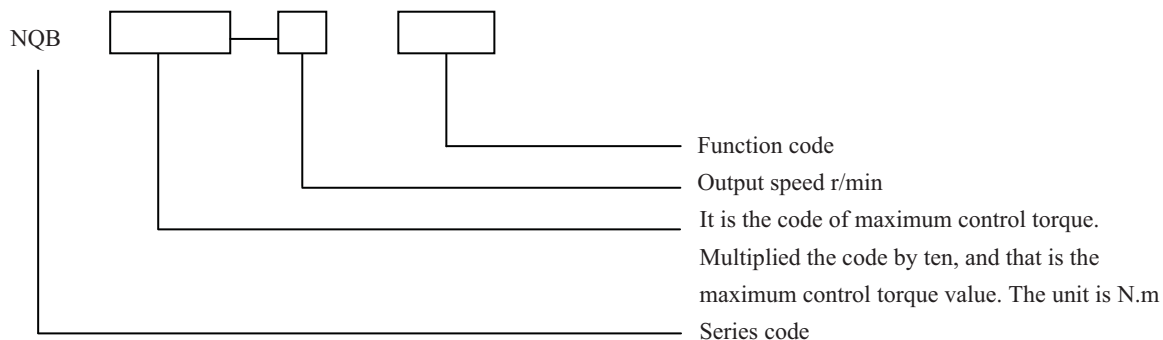 NQB
Function code
Output speed r/min
It is the code of maximum control torque.
Multiplied the code by ten, and that is the
maximum control torque value. The unit is N.m
Series code